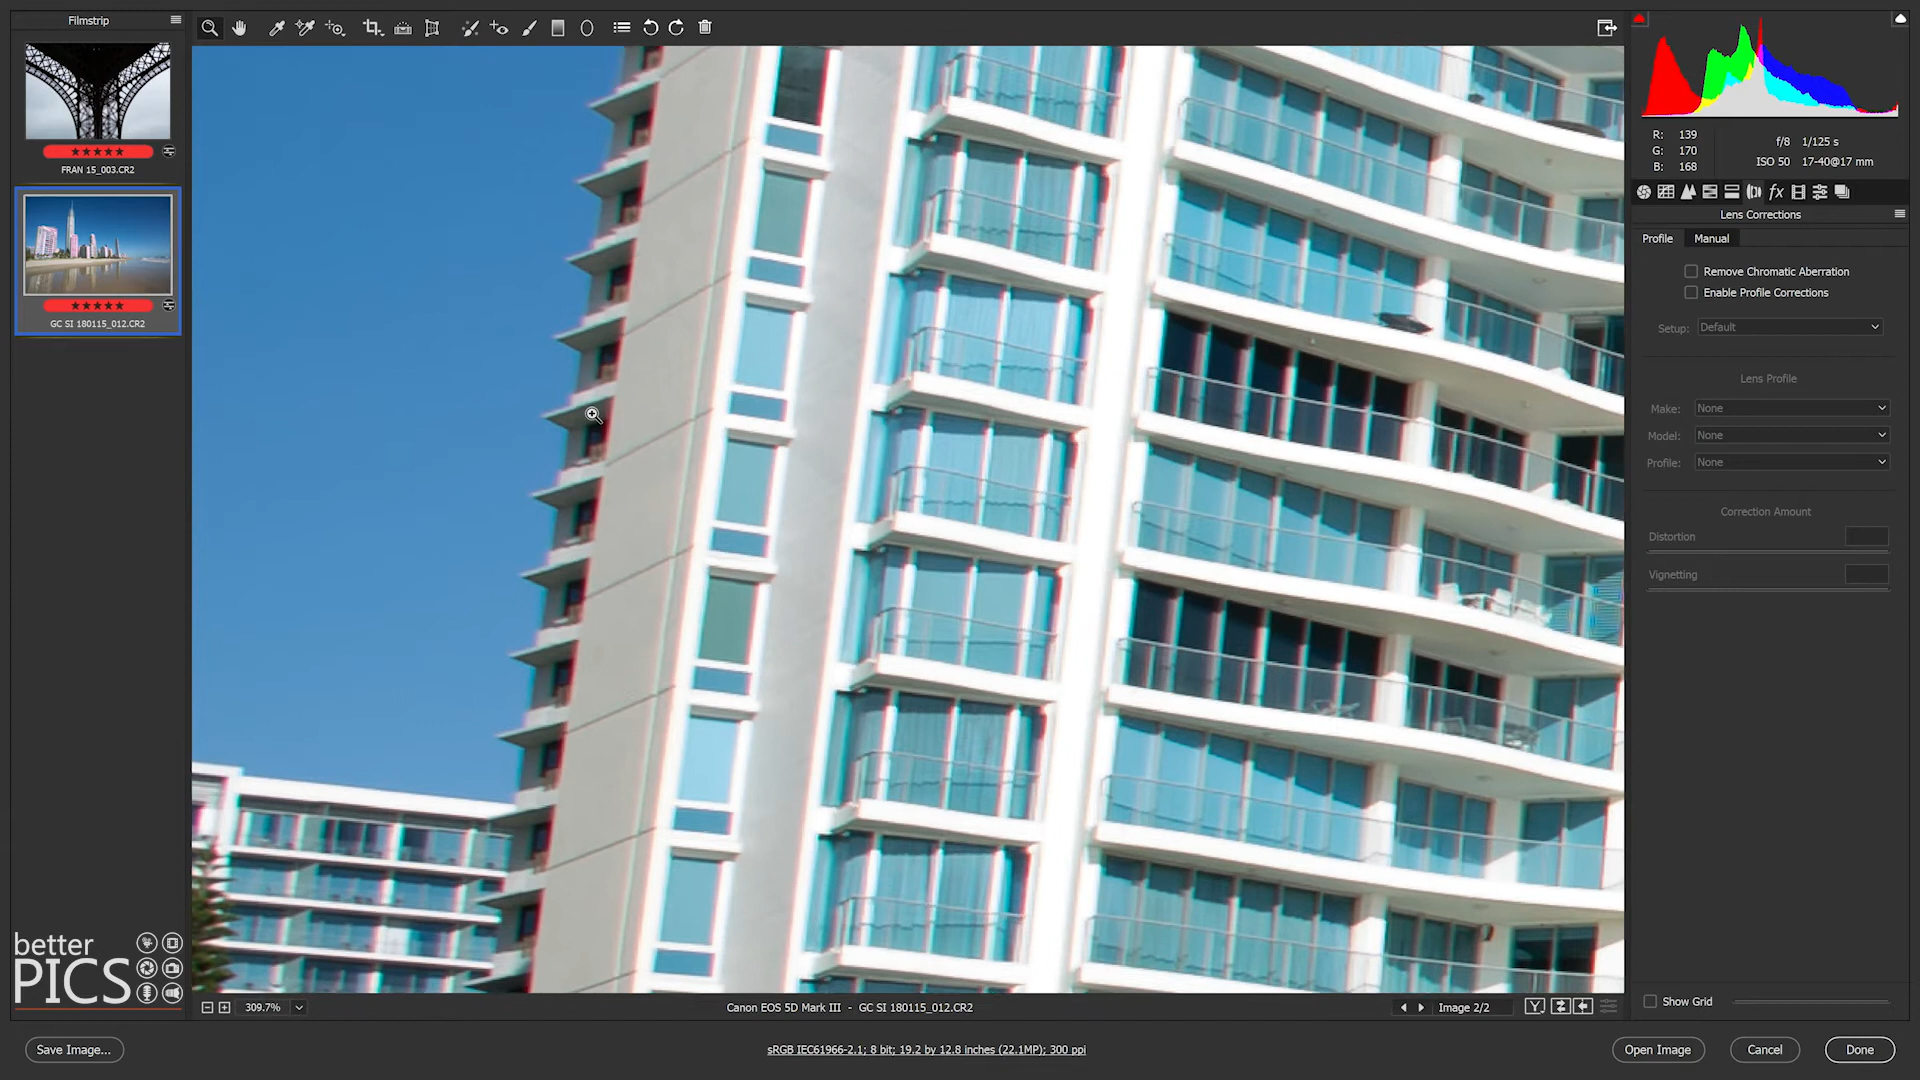 Filmstrip
FRAN 15_003.CR2
GC SI 180115_012.CR2
better
PICS
R: 139
G: 170
B: 168
f/8 1/125 s
ISO 50 17-40@17 mm
fx
Lens Corrections
Profile Manual
Remove Chromatic Aberration
Enable Profile Corrections
Setup: Default
Lens Profile
Make: None
Model: None
Profile: None
Correction Amount
Distortion
Vignetting
Show Grid
309.7%
Canon EOS 5D Mark III - GC SI 180115_012.CR2
Image 2/2
Y
Save Image...
sRGB IEC61966-2.1; 8 bit; 19.2 by 12.8 inches (22.1MP); 300 ppi
Open Image
Cancel
Done